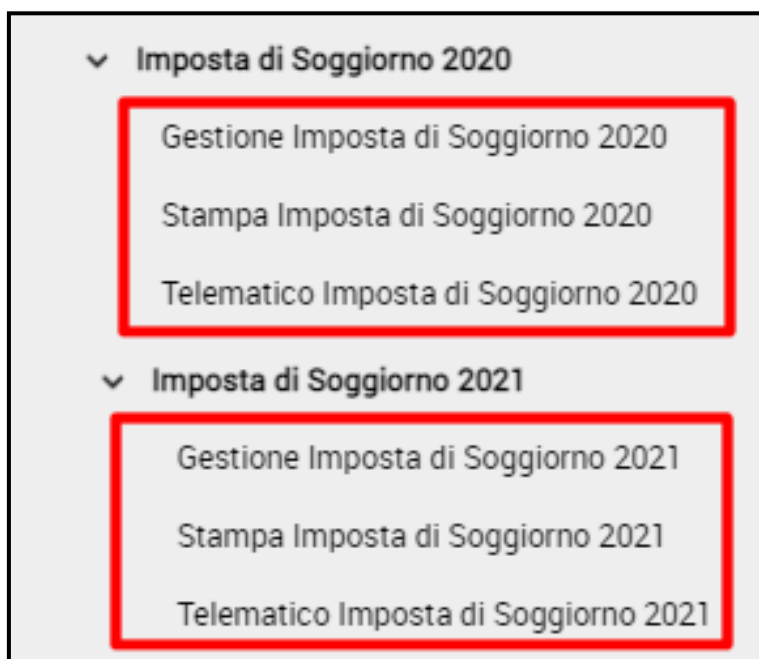 Imposta di Soggiorno 2020
Gestione Imposta di Soggiorno 2020
Stampa Imposta di Soggiorno 2020
Telematico Imposta di Soggiorno 2020
Imposta di Soggiorno 2021
Gestione Imposta di Soggiorno 2021
Stampa Imposta di Soggiorno 2021
Telematico Imposta di Soggiorno 2021